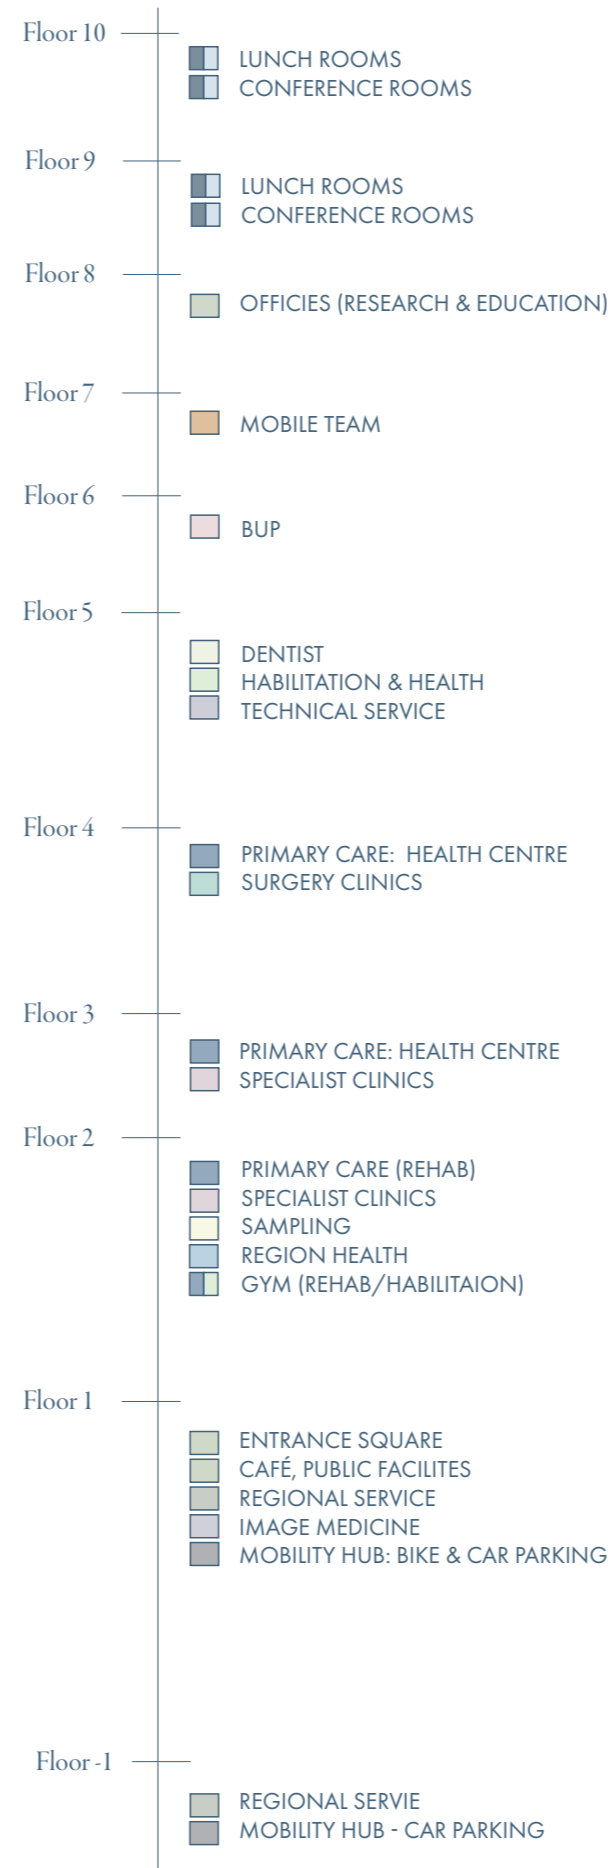 Floor 10
LUNCH ROOMS
CONFERENCE ROOMS
Floor 9
LUNCH ROOMS
CONFERENCE ROOMS
Floor 8
OFFICIES (RESEARCH & EDUCATION)
Floor 7
MOBILE TEAM
Floor 6
BUP
Floor 5
DENTIST
HABILITATION & HEALTH
TECHNICAL SERVICE
Floor 4
PRIMARY CARE: HEALTH CENTRE
SURGERY CLINICS
Floor 3
PRIMARY CARE: HEALTH CENTRE
SPECIALIST CLINICS
Floor 2
PRIMARY CARE (REHAB)
SPECIALIST CLINICS
SAMPLING
REGION HEALTH
GYM (REHAB/HABILITAION)
Floor 1
ENTRANCE SQUARE
CAFÉ, PUBLIC FACILITES
REGIONAL SERVICE
IMAGE MEDICINE
MOBILITY HUB: BIKE & CAR PARKING
Floor -1
REGIONAL SERVIE
MOBILITY HUB - CAR PARKING